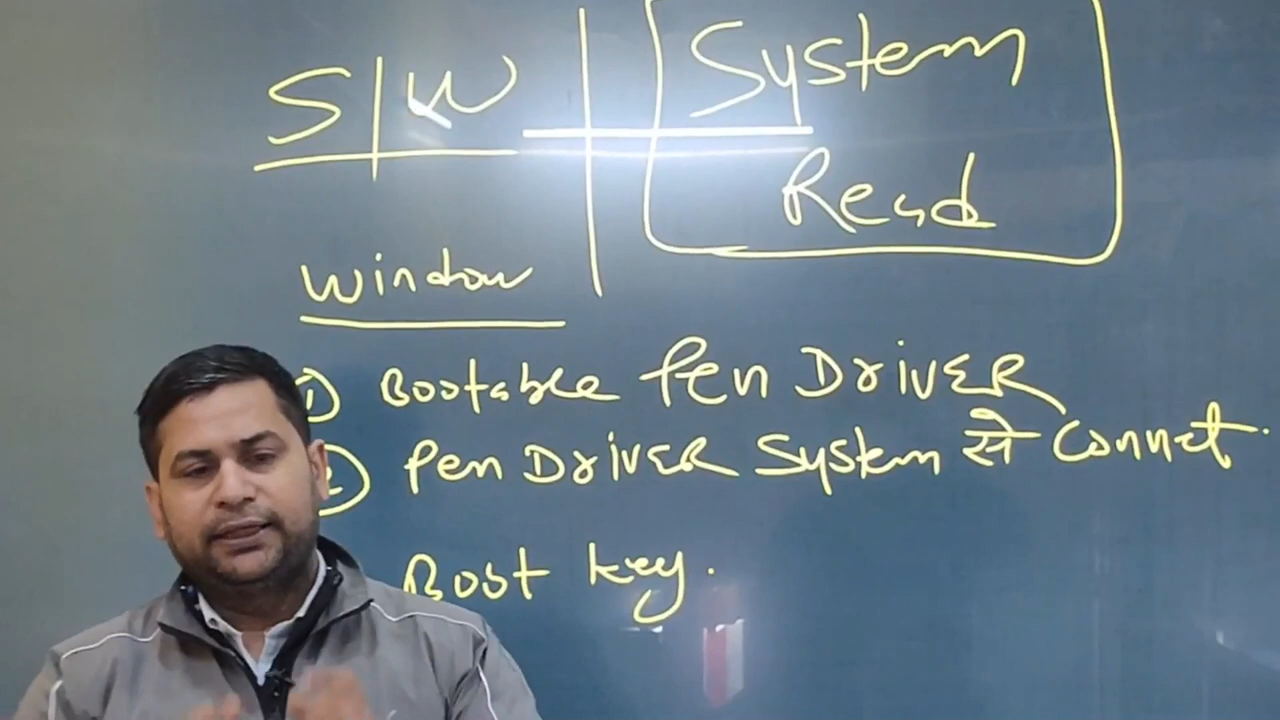 S|W
System
Read
Window
1) Bootable Pen DRIVER
2) Pen DRIVER System से Connect.
Boot key.